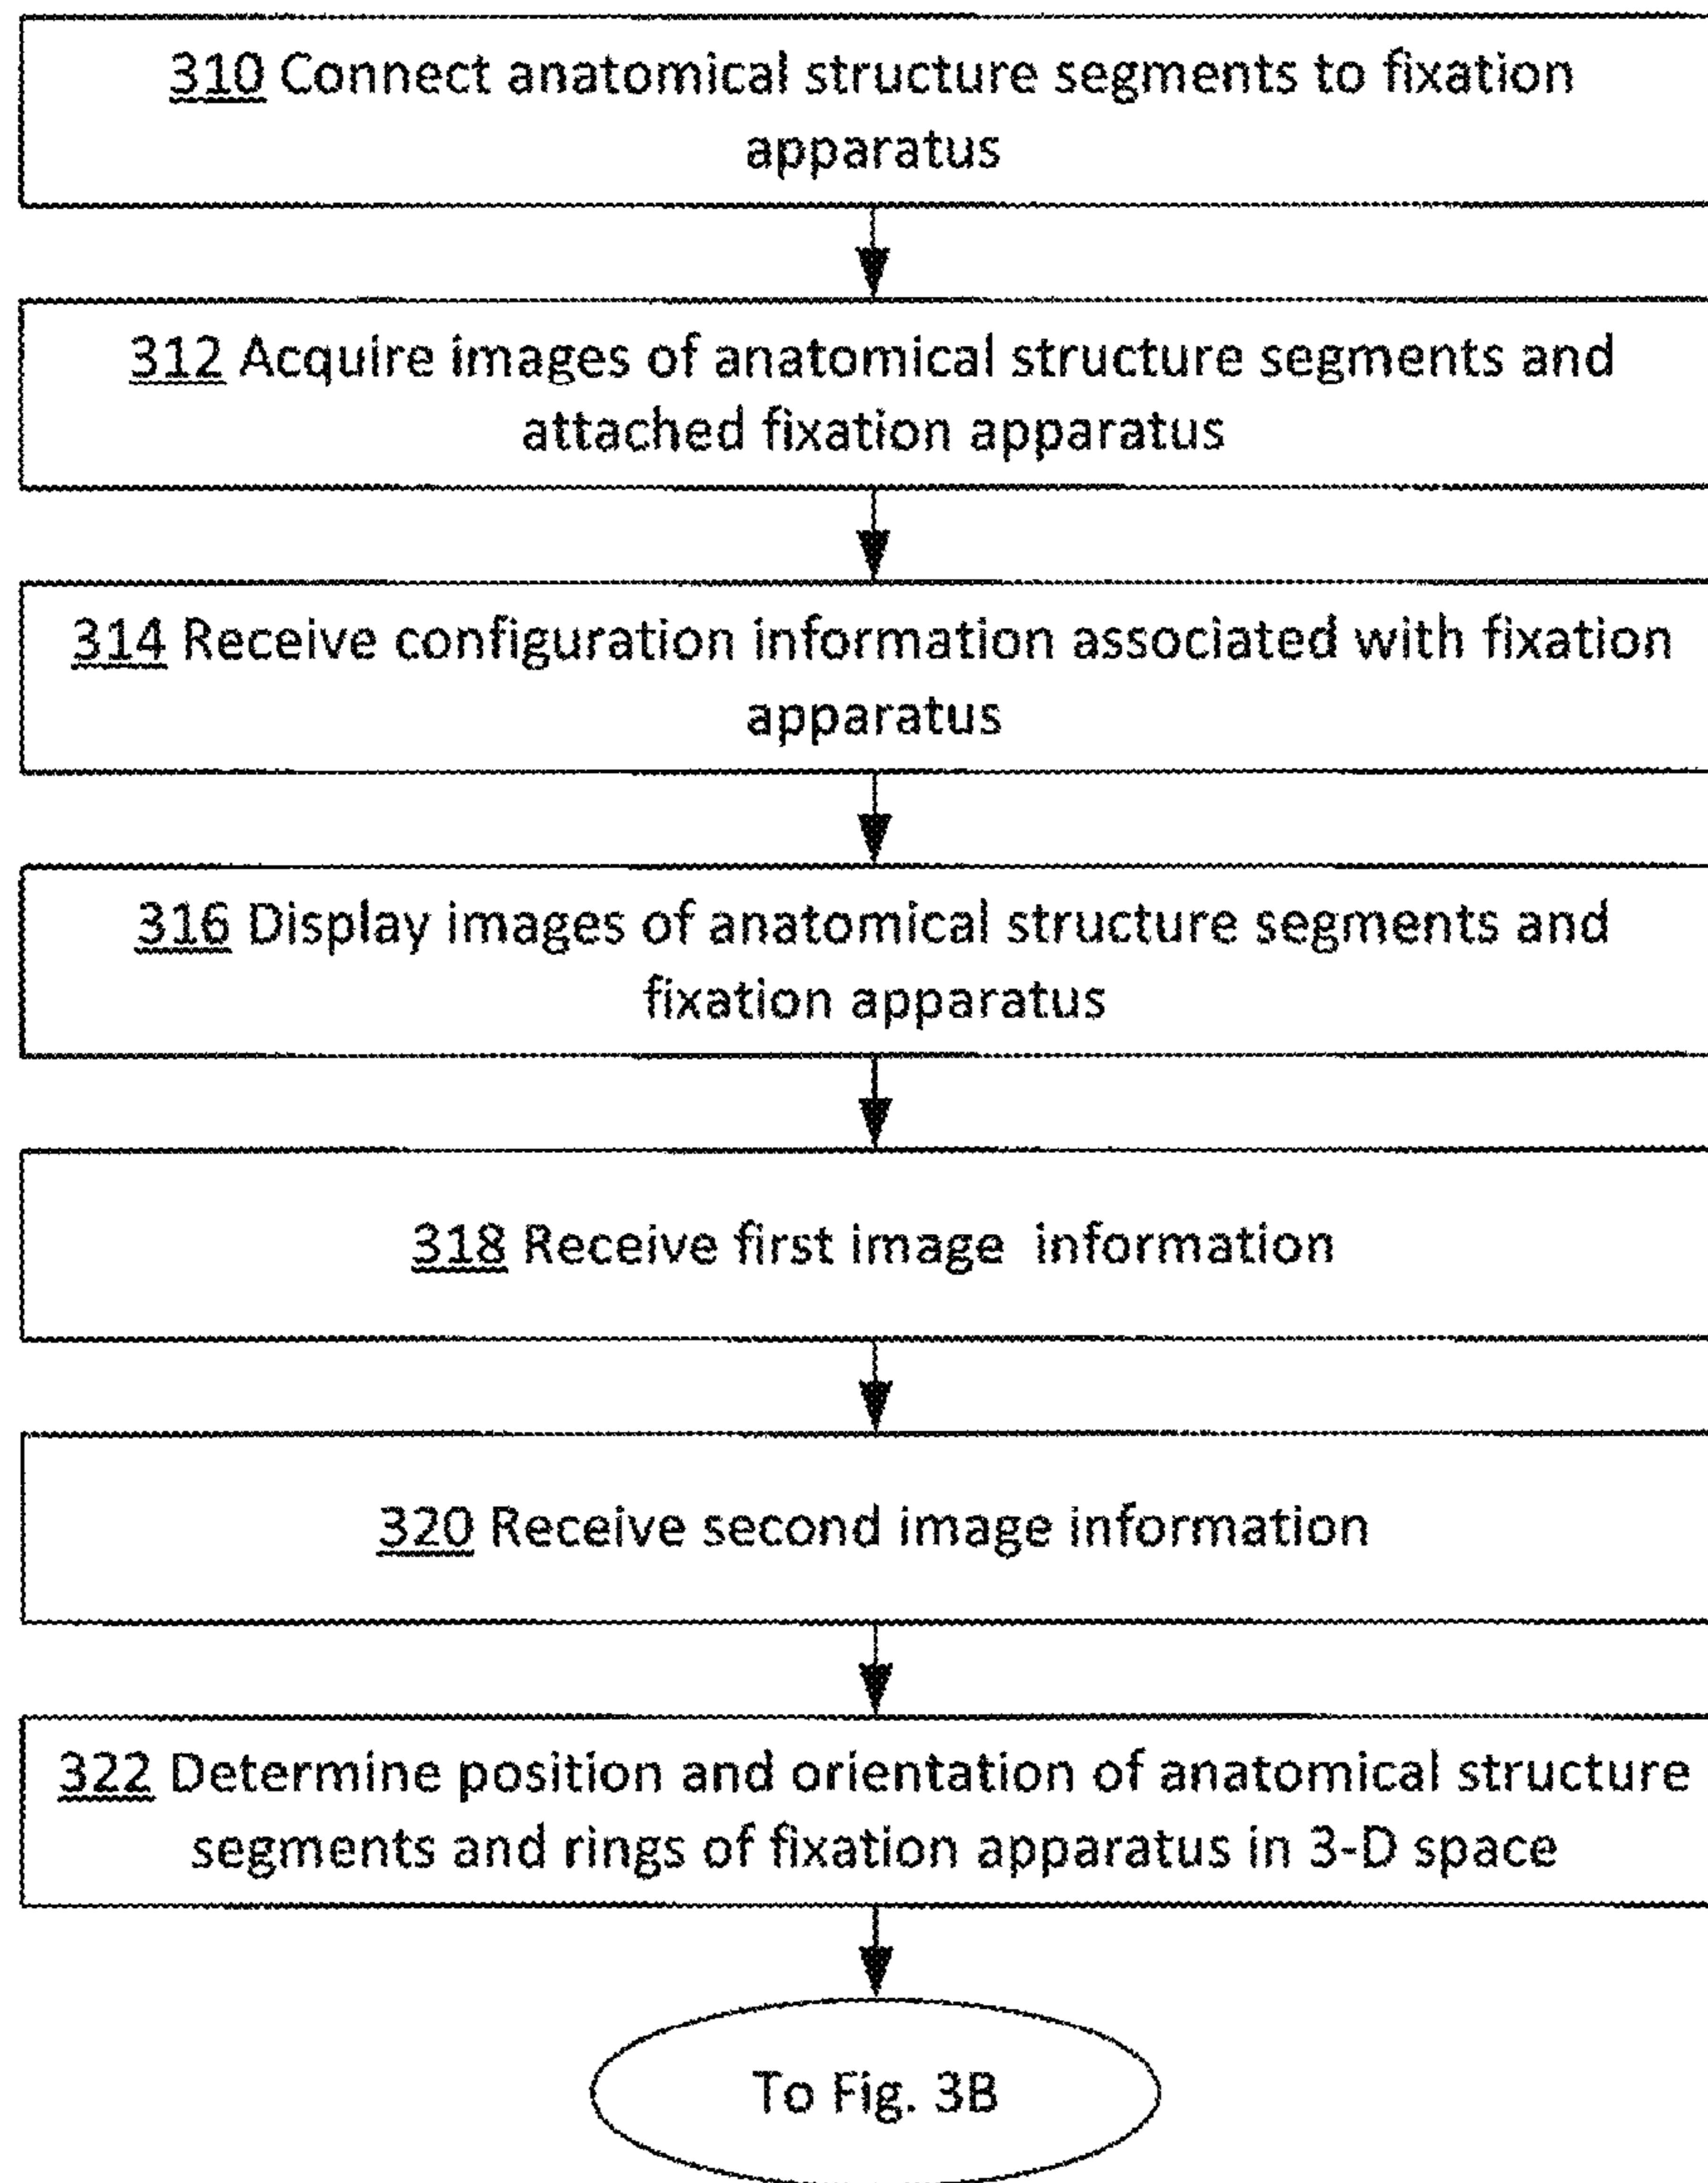 310 Connect anatomical structure segments to fixation
apparatus
312 Acquire images of anatomical structure segments and
attached fixation apparatus
314 Receive configuration information associated with fixation
apparatus
316 Display images of anatomical structure segments and
fixation apparatus
318 Receive first image information
320 Receive second image information
322 Determine position and orientation of anatomical structure
segments and rings of fixation apparatus in 3-D space
To Fig. 3B